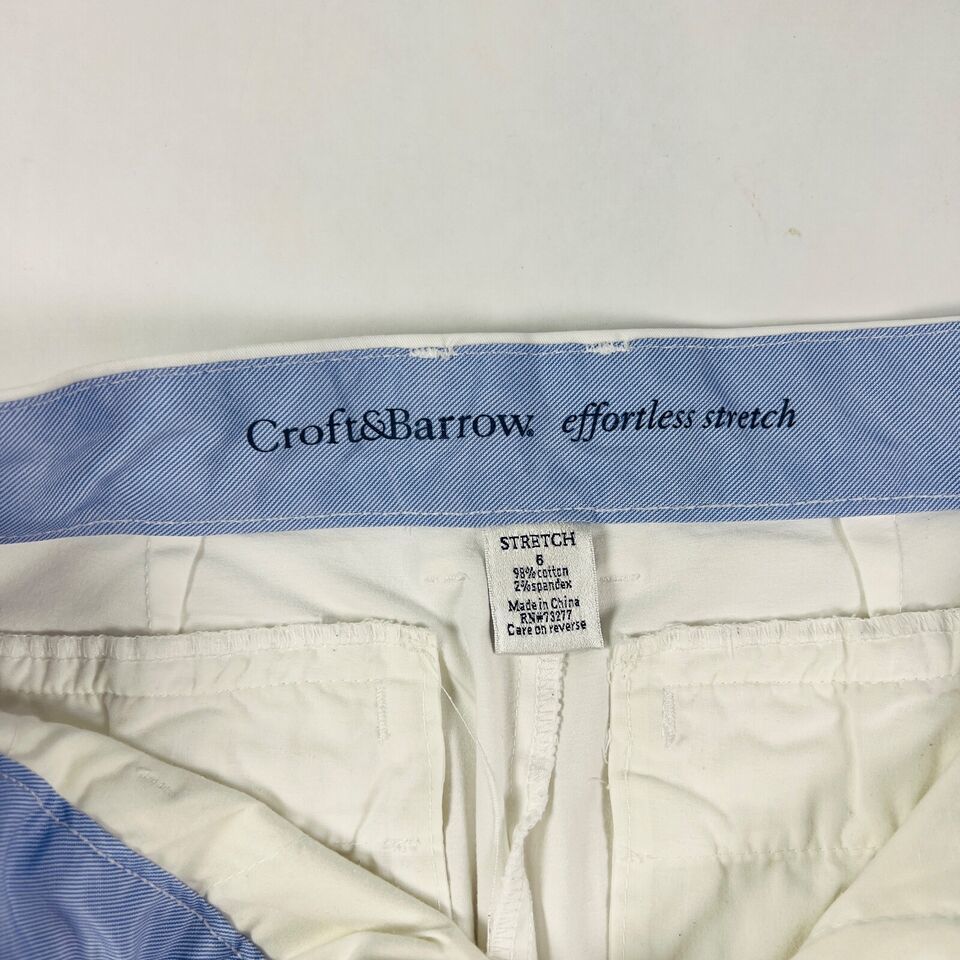 Croft&Barrow. effortless stretch
STRETCH
6
98% cotton
2% spandex
Made in China
RN#73277
Care on reverse